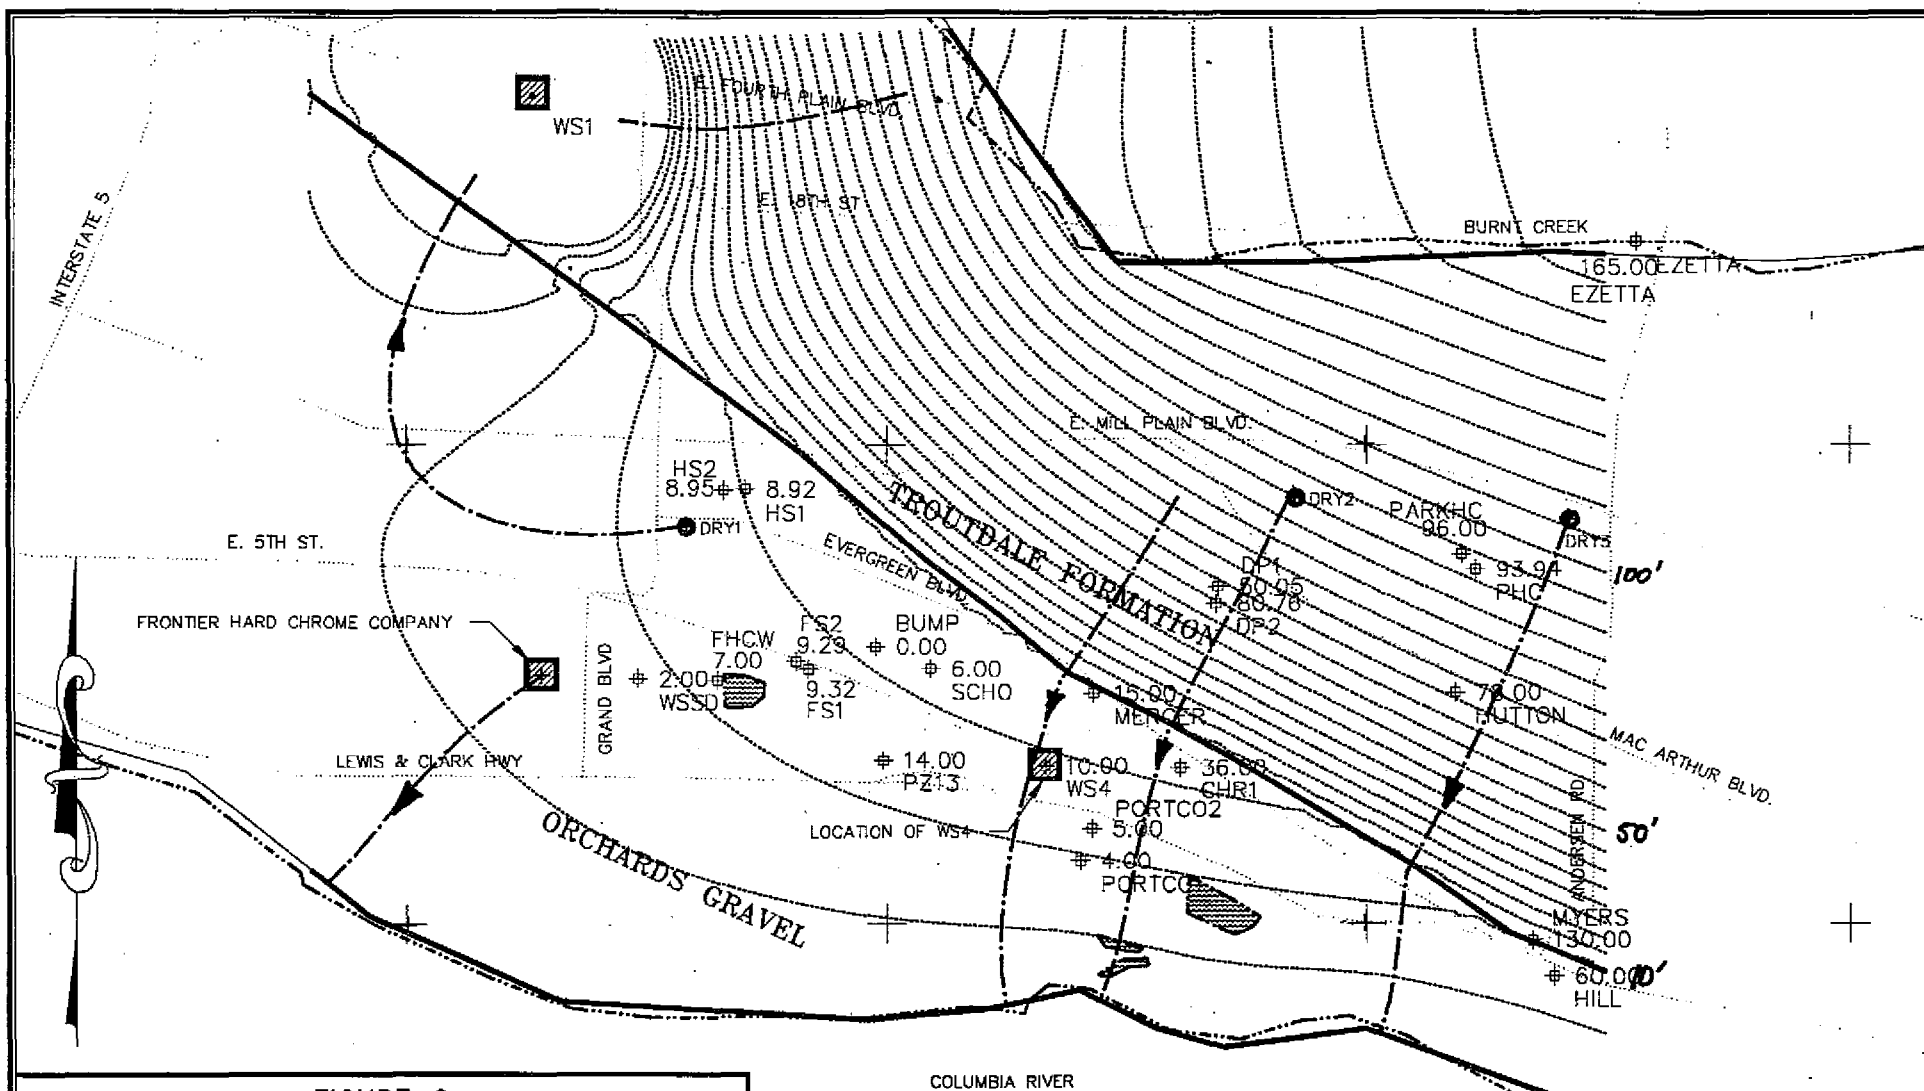 E. FOURTH PLAIN BLVD.
WS1
E. 18TH ST
INTERSTATE 5
BURNT CREEK
165.00 EZETTA
EZETTA
E. MILL PLAIN BLVD.
HS2
8.95
8.92
HS1
DRY1
TROUTDALE FORMATION
DRY2
PARKHC
96.00
DRY3
93.94
PHC
100'
E. 5TH ST.
EVERGREEN BLVD.
DP1
80.76
DP2
FRONTIER HARD CHROME COMPANY
FHCW
7.00
FS2
9.29
BUMP
0.00
GRAND BLVD
2.00
WSSD
9.32
FS1
6.00
SCHO
15.00
MERCER
78.00
HUTTON
MAC ARTHUR BLVD.
LEWIS & CLARK HWY
14.00
PZ13
10.00
WS4
36.00
CHR1
PORTCO2
5.00
LOCATION OF WS4
4.00
ANDERSEN RD
50'
ORCHARDS GRAVEL
MYERS
130.00
60.00
HILL
10'
COLUMBIA RIVER